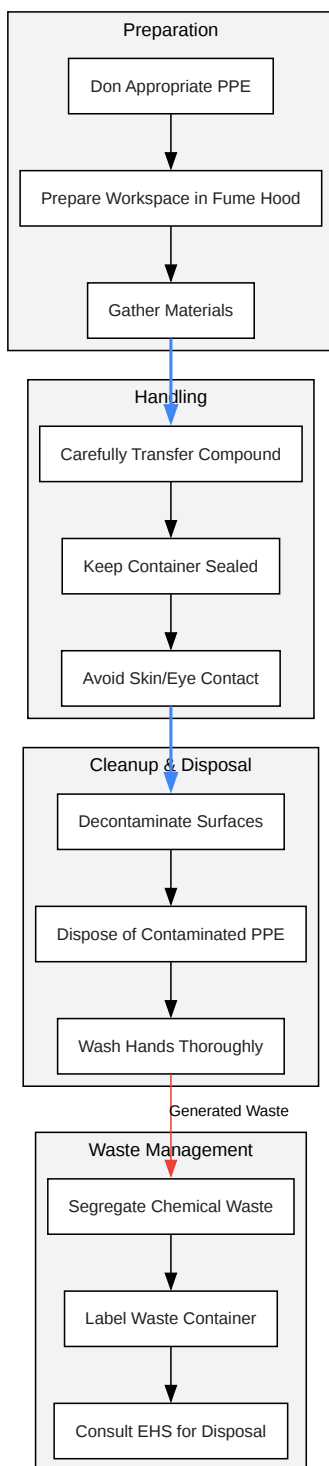 Preparation
Don Appropriate PPE
Prepare Workspace in Fume Hood
Gather Materials
Handling
Carefully Transfer Compound
Keep Container Sealed
Avoid Skin/Eye Contact
Cleanup & Disposal
Decontaminate Surfaces
Dispose of Contaminated PPE
Wash Hands Thoroughly
Generated Waste
Waste Management
Segregate Chemical Waste
Label Waste Container
Consult EHS for Disposal